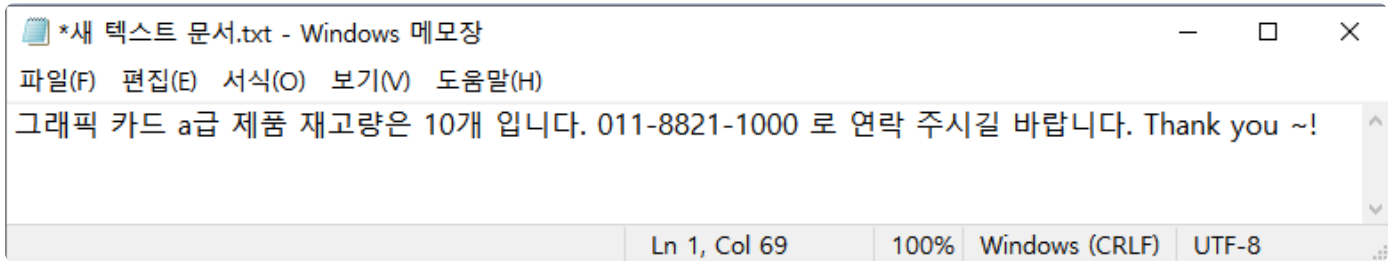 *새 텍스트 문서.txt - Windows 메모장
파일(F) 편집(E) 서식(O) 보기(V) 도움말(H)
그래픽 카드 a급 제품 재고량은 10개 입니다. 011-8821-1000 로 연락 주시길 바랍니다. Thank you ~!
Ln 1, Col 69 100% Windows (CRLF) UTF-8